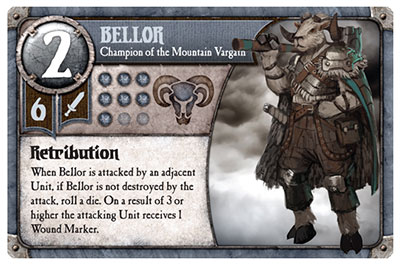 2
BELLOR
Champion of the Mountain Vargath
6
Retribution
When Bellor is attacked by an adjacent
Unit, if Bellor is not destroyed by the
attack, roll a die. On a result of 3 or
higher the attacking Unit receives 1
Wound Marker.